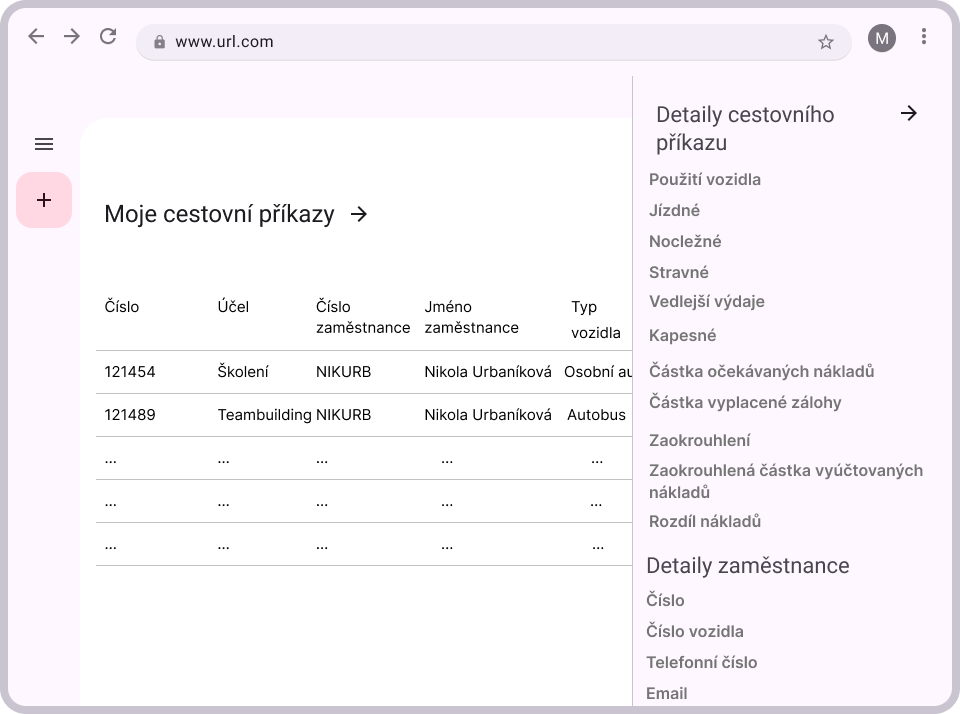 www.url.com
M
Moje cestovní příkazy
Číslo Účel Číslo zaměstnance Jméno zaměstnance Typ vozidla
121454 Školení NIKURB Nikola Urbaníková Osobní au
121489 Teambuilding NIKURB Nikola Urbaníková Autobus
... ... ... ... ...
... ... ... ... ...
... ... ... ... ...
Detaily cestovního
příkazu
Použití vozidla
Jízdné
Nocležné
Stravné
Vedlejší výdaje
Kapesné
Částka očekávaných nákladů
Částka vyplacené zálohy
Zaokrouhlení
Zaokrouhlená částka vyúčtovaných
nákladů
Rozdíl nákladů
Detaily zaměstnance
Číslo
Číslo vozidla
Telefonní číslo
Email